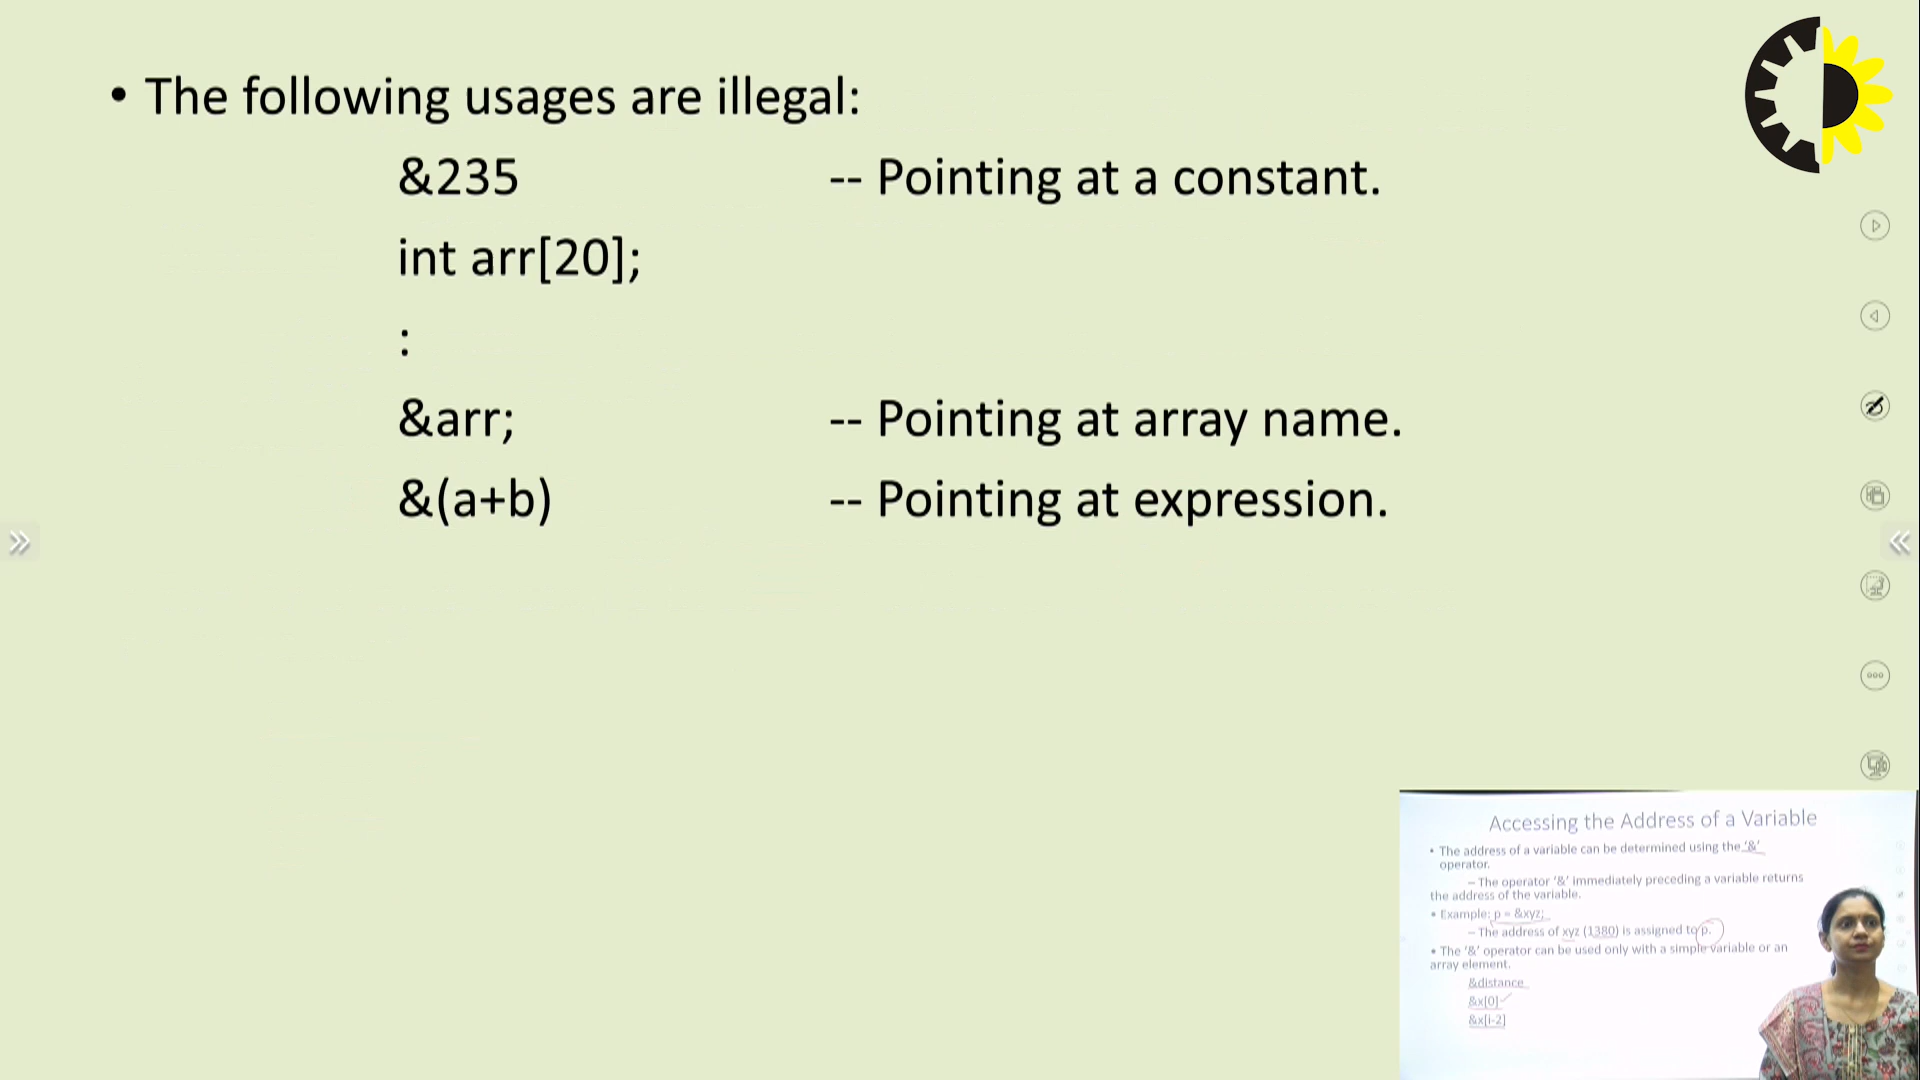 • The following usages are illegal:
&235 -- Pointing at a constant.
int arr[20];
:
&arr; -- Pointing at array name.
&(a+b) -- Pointing at expression.
Accessing the Address of a Variable
• The address of a variable can be determined using the '&'
operator.
– The operator '&' immediately preceding a variable returns
the address of the variable.
• Example: p = &xyz;
– The address of xyz (1380) is assigned to p.
• The '&' operator can be used only with a simple variable or an
array element.
&distance
&x[0]
&x[i-2]